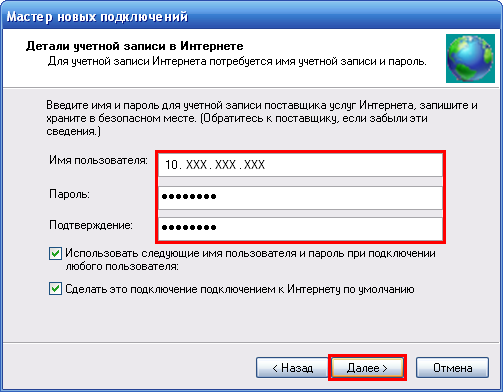 Мастер новых подключений
Детали учетной записи в Интернете
Для учетной записи Интернета потребуется имя учетной записи и пароль.
Введите имя и пароль для учетной записи поставщика услуг Интернета, запишите и
храните в безопасном месте. (Обратитесь к поставщику, если забыли эти
сведения.)
Имя пользователя:
10. XXX . XXX . XXX
Пароль:
••••••••
Подтверждение:
••••••••
Использовать следующие имя пользователя и пароль при подключении
любого пользователя:
Сделать это подключение подключением к Интернету по умолчанию
< Назад
Далее >
Отмена